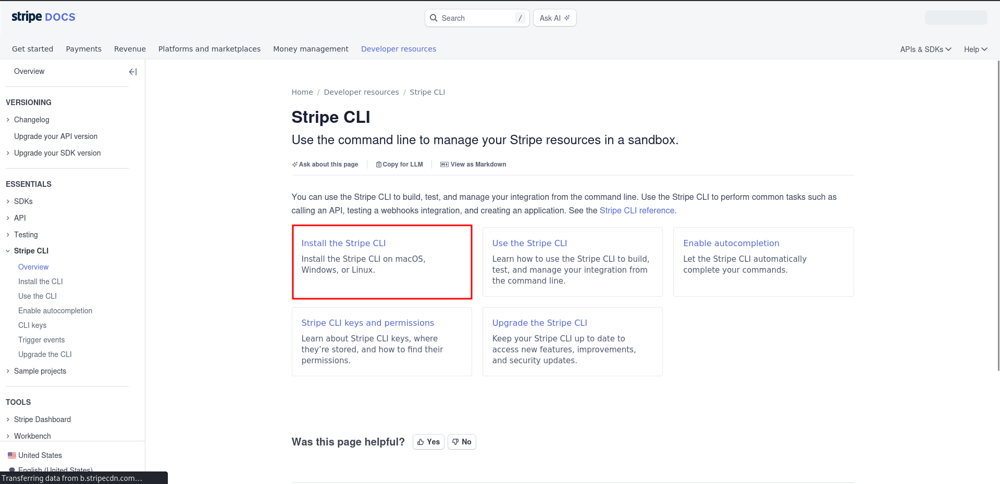 stripe DOCS
Search /
Ask AI
Get started
Payments
Revenue
Platforms and marketplaces
Money management
Developer resources
APIs & SDKs
Help
Overview
VERSIONING
Changelog
Upgrade your API version
Upgrade your SDK version
ESSENTIALS
SDKs
API
Testing
Stripe CLI
Overview
Install the CLI
Use the CLI
Enable autocompletion
CLI keys
Trigger events
Upgrade the CLI
Sample projects
TOOLS
Stripe Dashboard
Workbench
United States
English (United States)
Transferring data from b.stripecdn.com…
Home / Developer resources / Stripe CLI
Stripe CLI
Use the command line to manage your Stripe resources in a sandbox.
Ask about this page
Copy for LLM
View as Markdown
You can use the Stripe CLI to build, test, and manage your integration from the command line. Use the Stripe CLI to perform common tasks such as
calling an API, testing a webhooks integration, and creating an application. See the Stripe CLI reference.
Install the Stripe CLI
Install the Stripe CLI on macOS,
Windows, or Linux.
Use the Stripe CLI
Learn how to use the Stripe CLI to build,
test, and manage your integration from
the command line.
Enable autocompletion
Let the Stripe CLI automatically
complete your commands.
Stripe CLI keys and permissions
Learn about Stripe CLI keys, where
they’re stored, and how to find their
permissions.
Upgrade the Stripe CLI
Keep your Stripe CLI up to date to
access new features, improvements,
and security updates.
Was this page helpful?
Yes
No